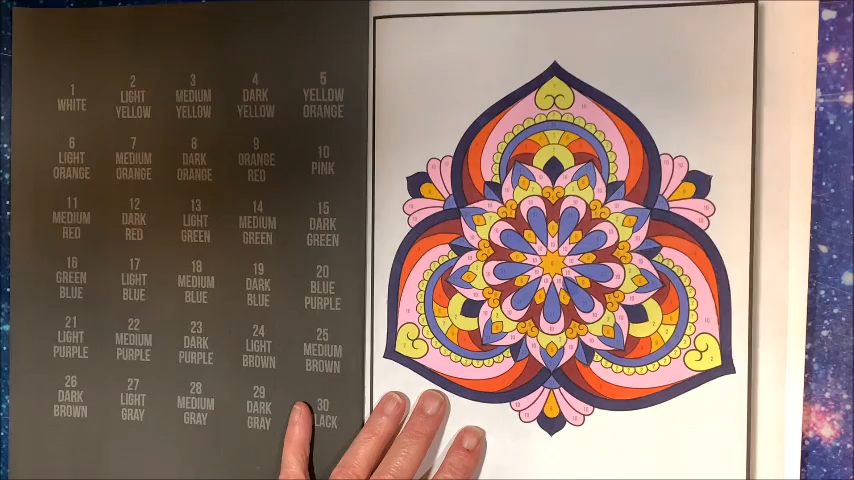 1
WHITE
2
LIGHT
YELLOW
3
MEDIUM
YELLOW
4
DARK
YELLOW
5
YELLOW
ORANGE
6
LIGHT
ORANGE
7
MEDIUM
ORANGE
8
DARK
ORANGE
9
ORANGE
RED
10
PINK
11
MEDIUM
RED
12
DARK
RED
13
LIGHT
GREEN
14
MEDIUM
GREEN
15
DARK
GREEN
16
GREEN
BLUE
17
LIGHT
BLUE
18
MEDIUM
BLUE
19
DARK
BLUE
20
BLUE
PURPLE
21
LIGHT
PURPLE
22
MEDIUM
PURPLE
23
DARK
PURPLE
24
LIGHT
BROWN
25
MEDIUM
BROWN
26
DARK
BROWN
27
LIGHT
GRAY
28
MEDIUM
GRAY
29
DARK
GRAY
30
LACK